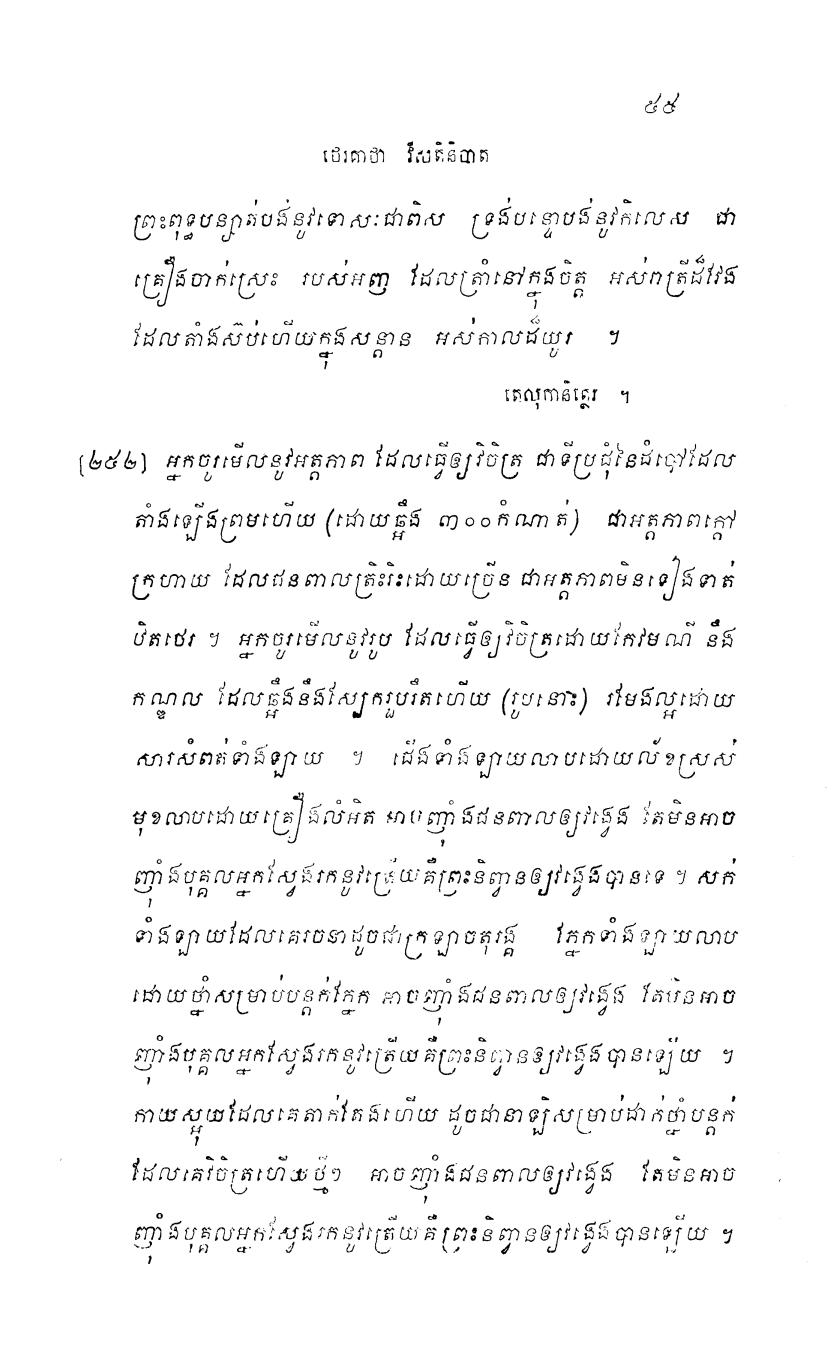 ៥៥
ថេរគាថា វីសតិនិបាត
ព្រះពុទ្ធបន្សាត់បង់នូវទោសៈជាពិស ទ្រង់បន្ទោបង់នូវកិលេស ជា
គ្រឿងចាក់ស្រេះ របស់អញ ដែលត្រាំនៅក្នុងចិត្ត អស់រាត្រីដ៏វែង
ដែលតាំងស៊ប់ហើយក្នុងសន្តាន អស់កាលដ៏យូរ ។
តេលុកានិត្ថេរ ។
[២៥២] អ្នកចូរមើលនូវអត្តភាព ដែលធ្វើឲ្យវិចិត្រ ជាទីប្រជុំនៃដំបៅដែល
តាំងឡើងព្រមហើយ (ដោយឆ្អឹង ៣០០កំណាត់) ជាអត្តភាពក្តៅ
ក្រហាយ ដែលជនពាលត្រិះរិះដោយច្រើន ជាអត្តភាពមិនទៀងទាត់
ឋិតថេរ ។ អ្នកចូរមើលនូវរូប ដែលធ្វើឲ្យវិចិត្រដោយកែវមណី នឹង
កណ្ឌល ដែលឆ្អឹងនឹងស្បែករួបរឹតហើយ (រូបនោះ) រមែងល្អដោយ
សារសំពត់ទាំងឡាយ ។ ជើងទាំងឡាយលាបដោយល័ខស្រស់
មុខលាបដោយគ្រឿងលំអិត អាចញ៉ាំងជនពាលឲ្យវង្វេង តែមិនអាច
ញ៉ាំងបុគ្គលអ្នកស្វែងរកនូវត្រើយគឺព្រះនិព្វានឲ្យវង្វេងបានទេ ។ សក់
ទាំងឡាយដែលគេរចនាដូចជាក្រឡាចតុរង្គ ភ្នែកទាំងឡាយលាប
ដោយថ្នាំសម្រាប់បន្តក់ភ្នែក អាចញ៉ាំងជនពាលឲ្យវង្វេង តែមិនអាច
ញ៉ាំងបុគ្គលអ្នកស្វែងរកនូវត្រើយគឺព្រះនិព្វានឲ្យវង្វេងបានឡើយ ។
កាយស្អុយដែលគេតាក់តែងហើយ ដូចជានាឡិសម្រាប់ដាក់ថ្នាំបន្តក់
ដែលគេវិចិត្រហើយថ្មីៗ អាចញ៉ាំងជនពាលឲ្យវង្វេង តែមិនអាច
ញ៉ាំងបុគ្គលអ្នកស្វែងរកនូវត្រើយគឺព្រះនិព្វានឲ្យវង្វេងបានឡើយ ។